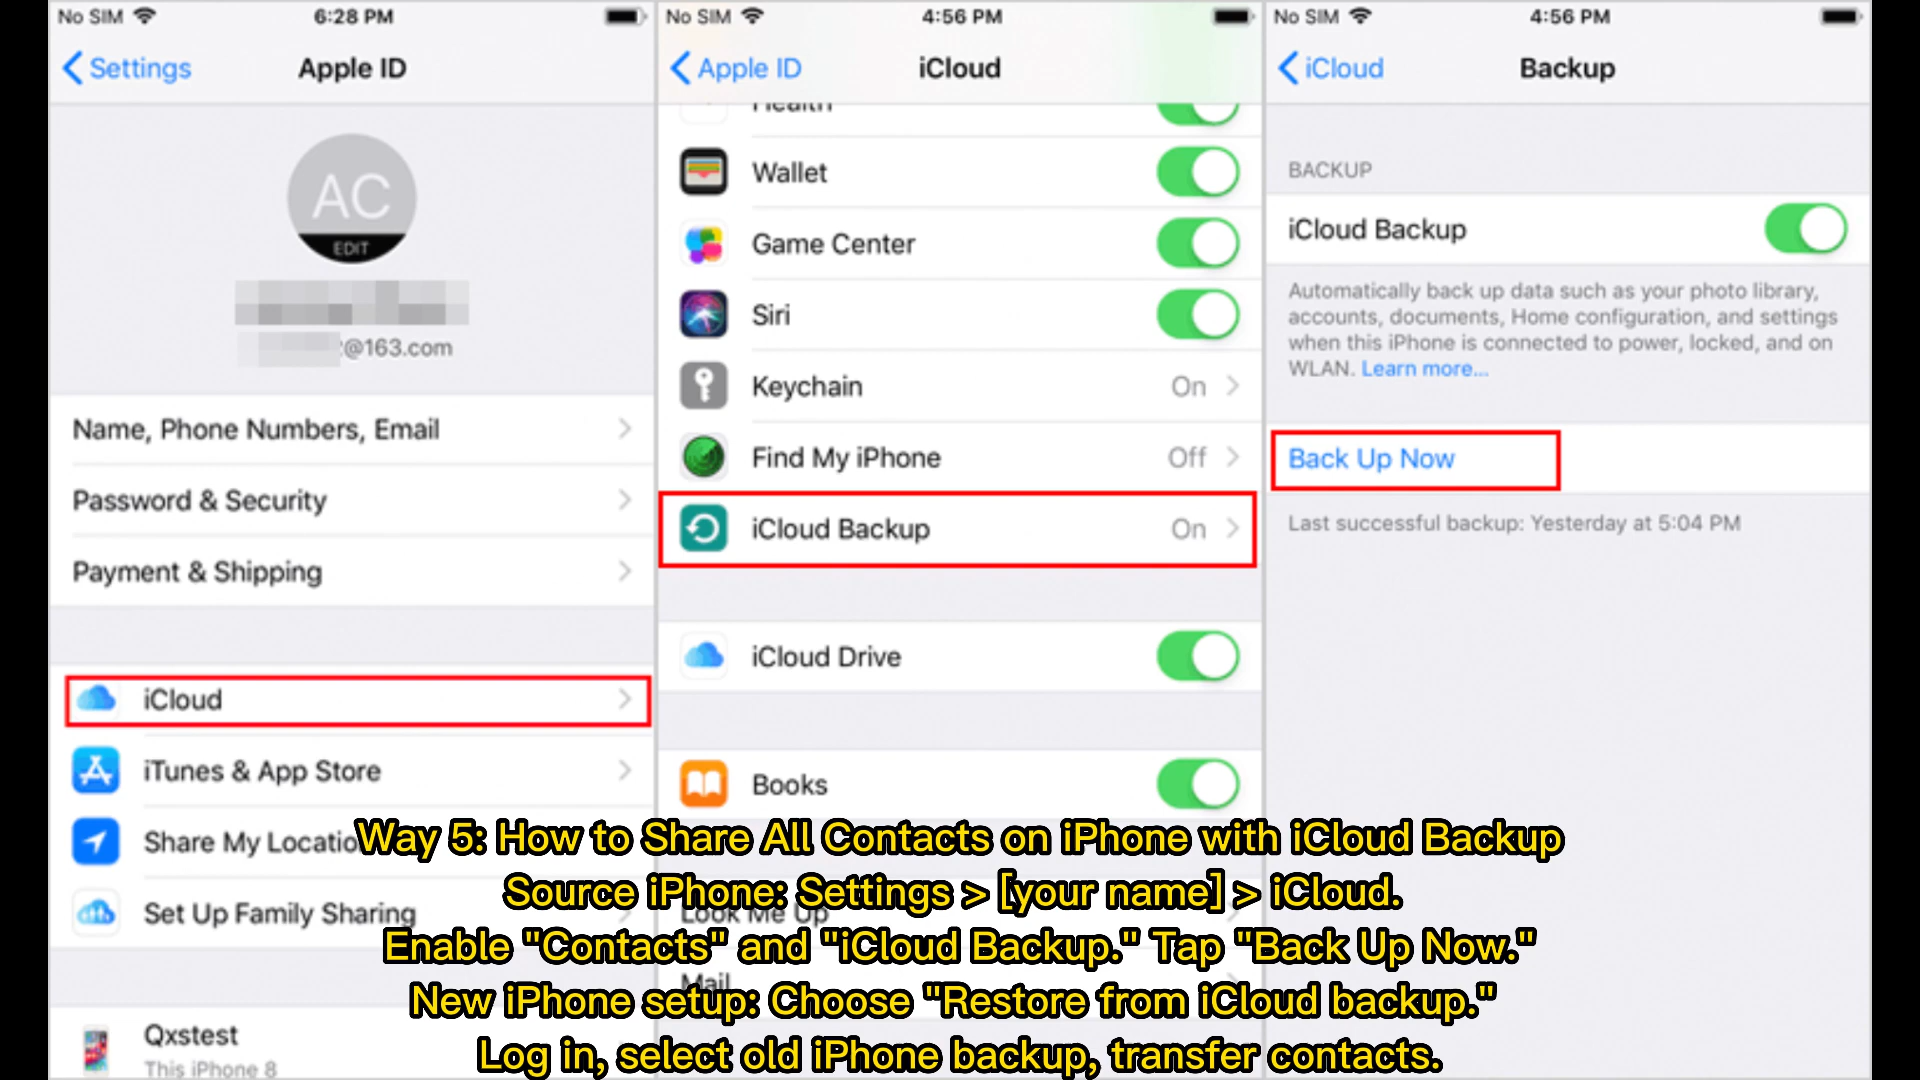 No SIM 6:28 PM
Settings Apple ID
AC
EDIT
@163.com
Name, Phone Numbers, Email
Password & Security
Payment & Shipping
iCloud
iTunes & App Store
Share My Locatio
Set Up Family Sharing
Qxstest
This iPhone 8
No SIM 4:56 PM
Apple ID iCloud
Health
Wallet
Game Center
Siri
Keychain On
Find My iPhone Off
iCloud Backup On
iCloud Drive
Books
Look Me Up
Mail
No SIM 4:56 PM
iCloud Backup
BACKUP
iCloud Backup
Automatically back up data such as your photo library,
accounts, documents, Home configuration, and settings
when this iPhone is connected to power, locked, and on
WLAN. Learn more...
Back Up Now
Last successful backup: Yesterday at 5:04 PM
Way 5: How to Share All Contacts on iPhone with iCloud Backup
Source iPhone: Settings > [your name] > iCloud.
Enable "Contacts" and "iCloud Backup." Tap "Back Up Now."
New iPhone setup: Choose "Restore from iCloud backup."
Log in, select old iPhone backup, transfer contacts.